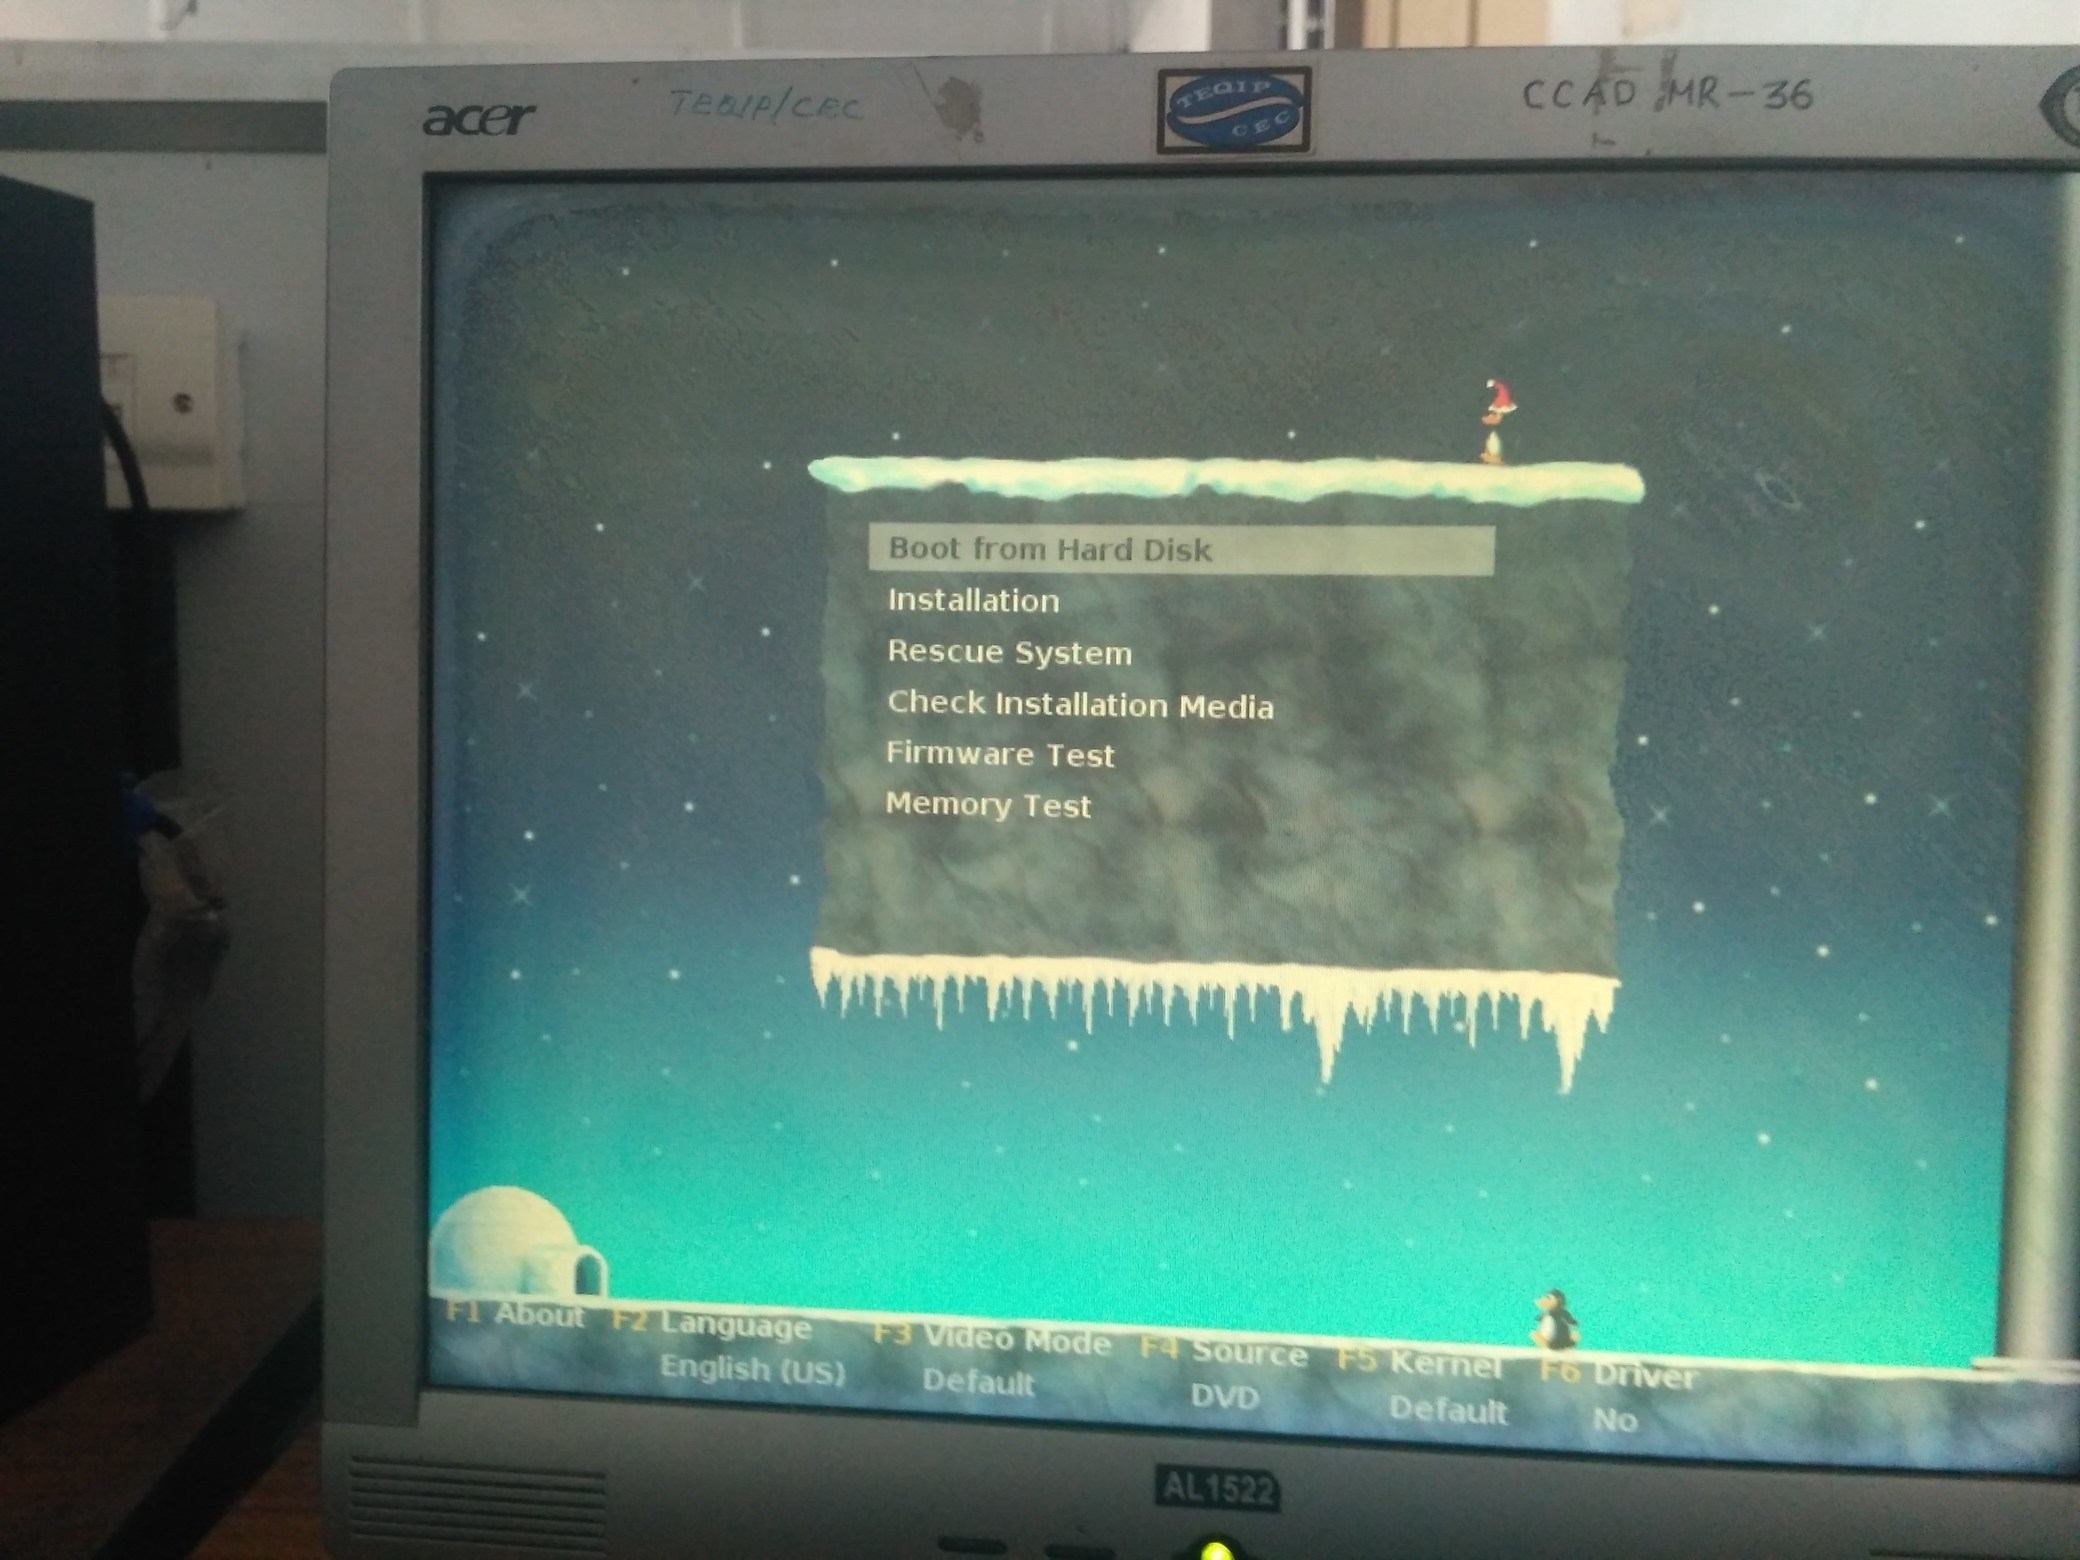 acer
TEQIP/CEC
TEQIP
CEC
CCAD MR-36
Boot from Hard Disk
Installation
Rescue System
Check Installation Media
Firmware Test
Memory Test
F1 About F2 Language F3 Video Mode F4 Source F5 Kernel F6 Driver
English (US) Default DVD Default No
AL1522